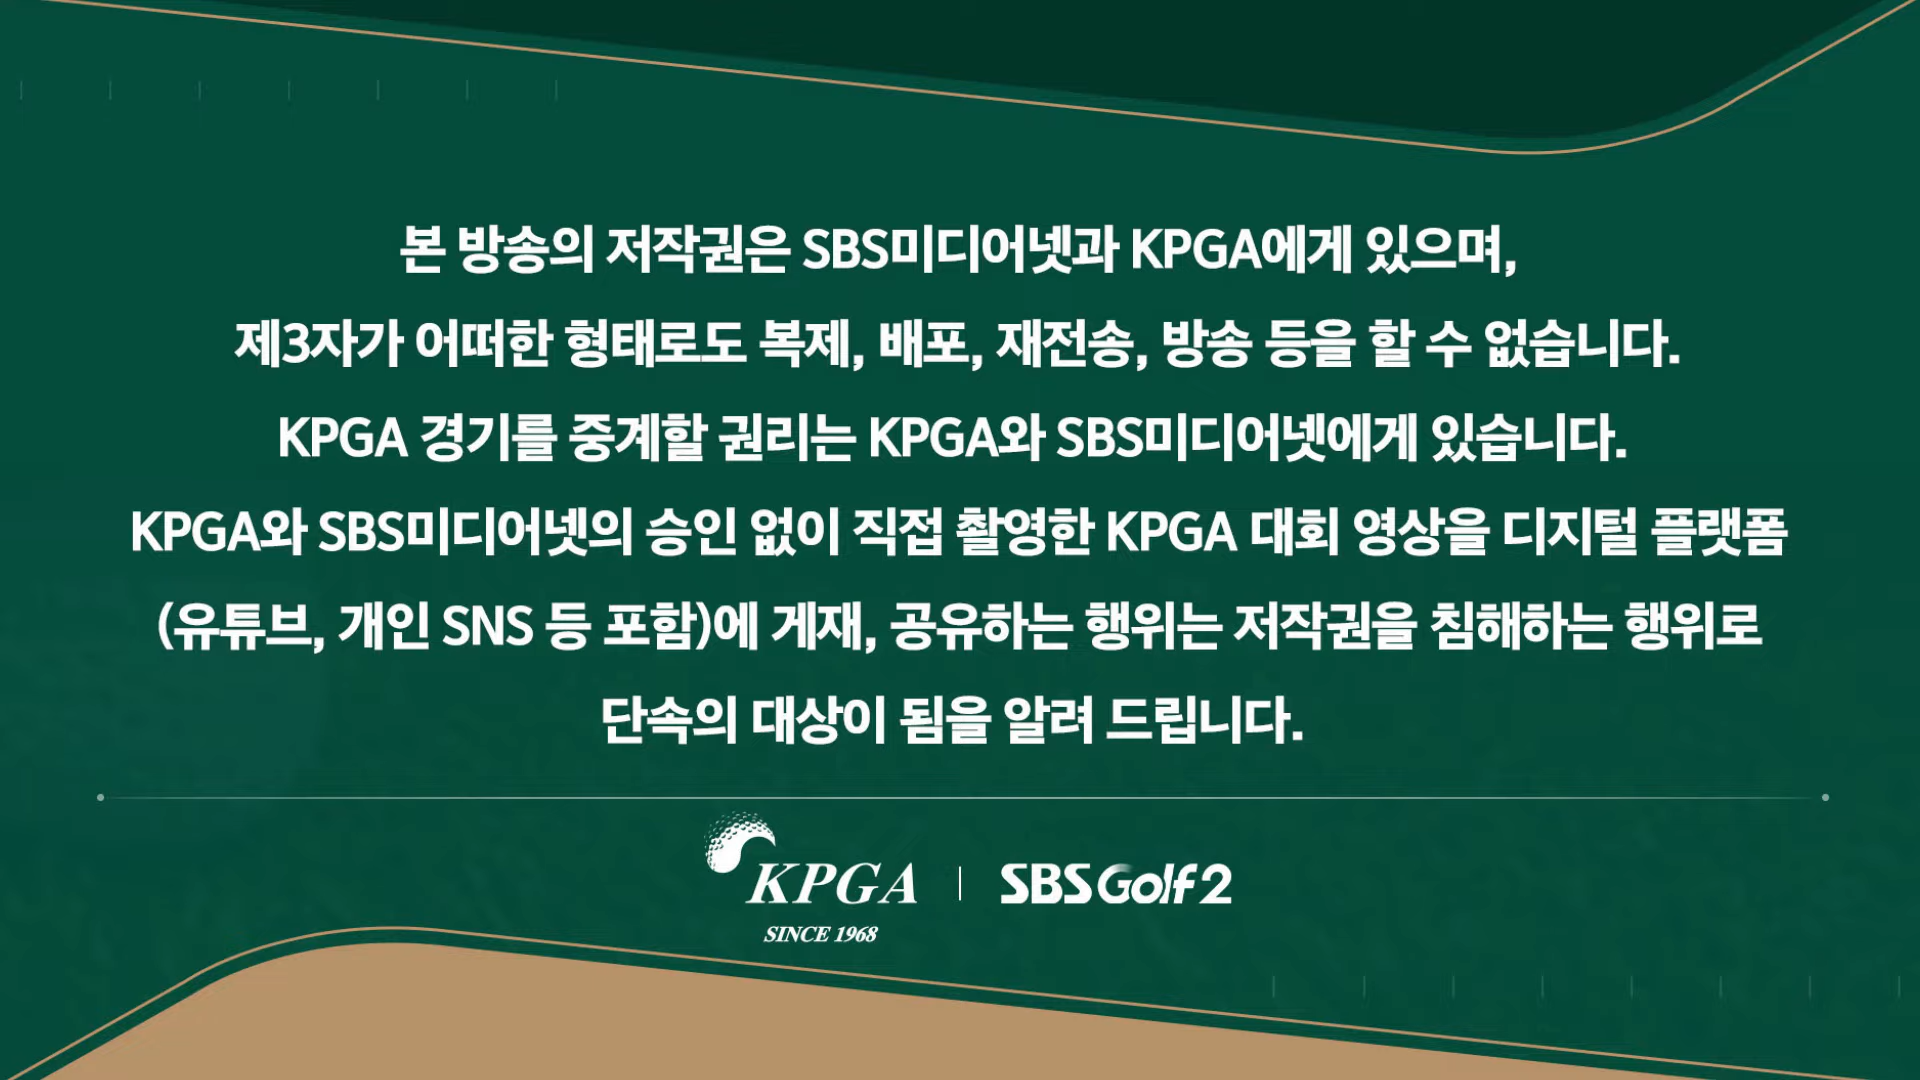 본 방송의 저작권은 SBS미디어넷과 KPGA에게 있으며,
제3자가 어떠한 형태로도 복제, 배포, 재전송, 방송 등을 할 수 없습니다.
KPGA 경기를 중계할 권리는 KPGA와 SBS미디어넷에게 있습니다.
KPGA와 SBS미디어넷의 승인 없이 직접 촬영한 KPGA 대회 영상을 디지털 플랫폼
(유튜브, 개인 SNS 등 포함)에 게재, 공유하는 행위는 저작권을 침해하는 행위로
단속의 대상이 됨을 알려 드립니다.
KPGA | SBS Golf 2
SINCE 1968